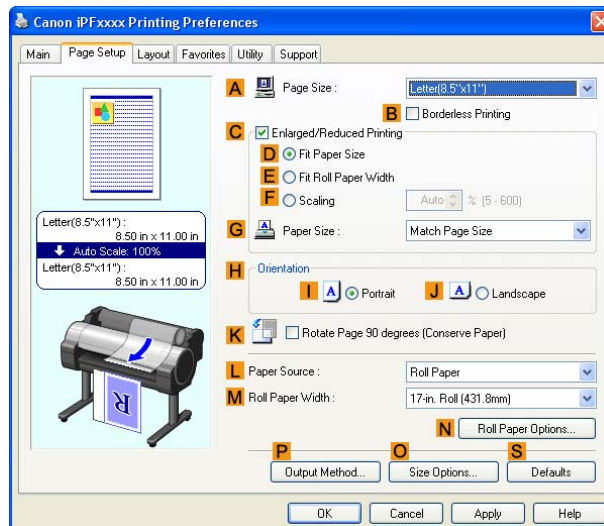 Canon iPFxxxx Printing Preferences
Main Page Setup Layout Favorites Utility Support
A Page Size : Letter(8.5"x11")
B Borderless Printing
C Enlarged/Reduced Printing
D Fit Paper Size
E Fit Roll Paper Width
F Scaling Auto % (5 - 600)
Letter(8.5"x11") :
8.50 in x 11.00 in
Auto Scale: 100%
Letter(8.5"x11") :
8.50 in x 11.00 in
G A Paper Size : Match Page Size
H Orientation
I A Portrait J A Landscape
K Rotate Page 90 degrees (Conserve Paper)
R
L Paper Source : Roll Paper
M Roll Paper Width : 17-in. Roll (431.8mm)
N Roll Paper Options...
P O S
Output Method... Size Options... Defaults
OK Cancel Apply Help